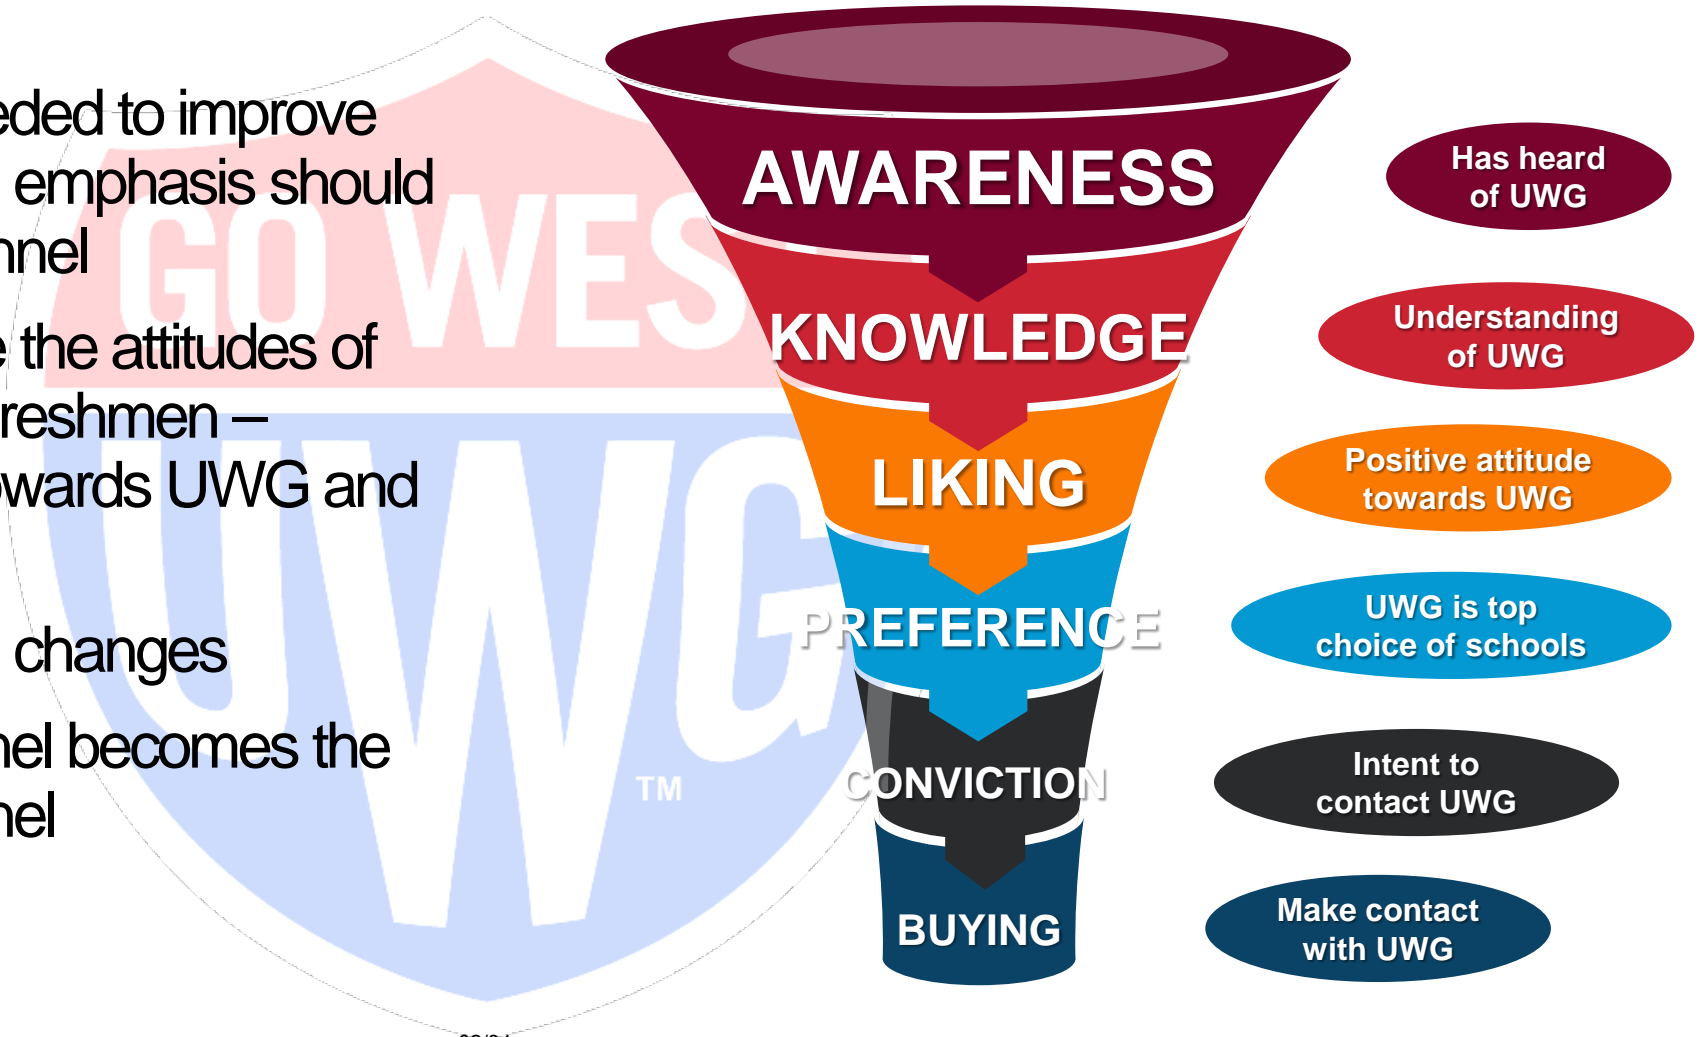 eded to improve
emphasis should
nnel
e the attitudes of
reshmen –
owards UWG and
changes
nel becomes the
nel
GO WES
UWG
TM
AWARENESS
KNOWLEDGE
LIKING
PREFERENCE
CONVICTION
BUYING
Has heard
of UWG
Understanding
of UWG
Positive attitude
towards UWG
UWG is top
choice of schools
Intent to
contact UWG
Make contact
with UWG